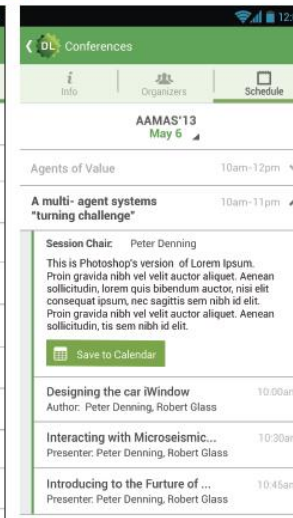 12:
DL Conferences
i
Info
Organizers
Schedule
AAMAS'13
May 6
Agents of Value 10am-12pm
A multi- agent systems 10am-11pm
"turning challenge"
Session Chair: Peter Denning
This is Photoshop's version of Lorem Ipsum.
Proin gravida nibh vel velit auctor aliquet. Aenean
sollicitudin, lorem quis bibendum auctor, nisi elit
consequat ipsum, nec sagittis sem nibh id elit.
Proin gravida nibh vel velit auctor aliquet. Aenean
sollicitudin, tis sem nibh id elit.
Save to Calendar
Designing the car iWindow 10:00am
Author: Peter Denning, Robert Glass
Interacting with Microseismic... 10:30am
Presenter: Peter Denning, Robert Glass
Introducing to the Furture of ... 10:45am
Presenter: Peter Denning, Robert Glass